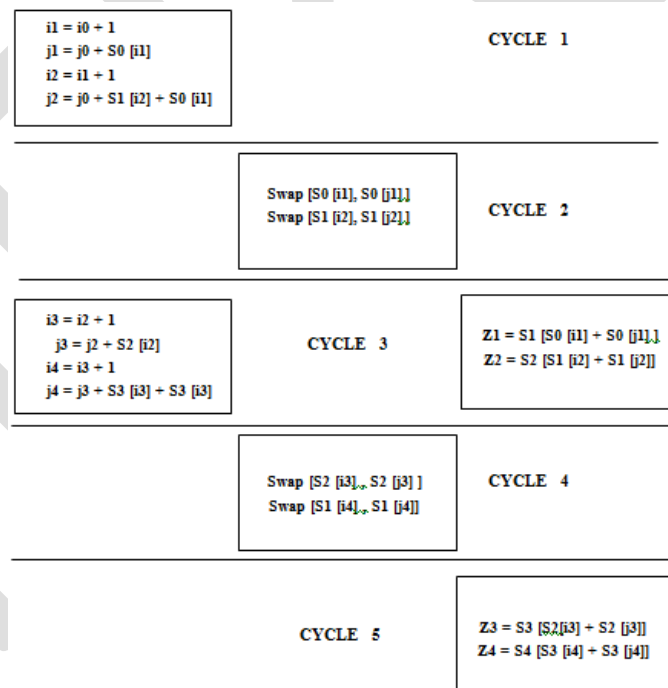 i1 = i0 + 1
j1 = j0 + S0 [i1]
i2 = i1 + 1
j2 = j0 + S1 [i2] + S0 [i1]
CYCLE 1
Swap [S0 [i1], S0 [j1],]
Swap [S1 [i2], S1 [j2],]
CYCLE 2
i3 = i2 + 1
j3 = j2 + S2 [i2]
i4 = i3 + 1
j4 = j3 + S3 [i3] + S3 [i3]
CYCLE 3
Z1 = S1 [S0 [i1] + S0 [j1],]
Z2 = S2 [S1 [i2] + S1 [j2]]
Swap [S2 [i3],, S2 [j3] ]
Swap [S1 [i4],, S1 [j4]]
CYCLE 4
CYCLE 5
Z3 = S3 [S2[i3] + S2 [j3]]
Z4 = S4 [S3 [i4] + S3 [j4]]